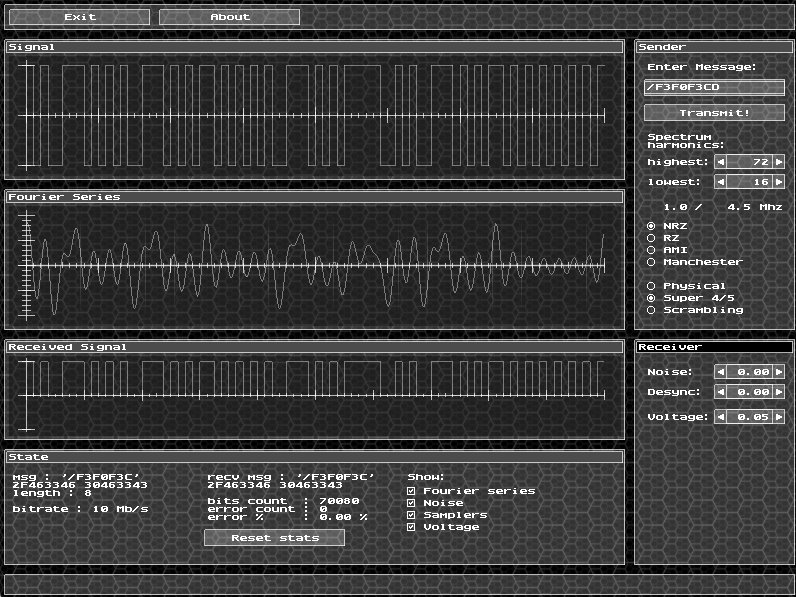 Exit
About
Signal
Fourier Series
Received Signal
State
msg : '/F3F0F3C'
2F463346 30463343
length : 8
bitrate : 10 Mb/s
recv msg : '/F3F0F3C'
2F463346 30463343
bits count : 70080
error count : 0
error % : 0.00 %
Reset stats
Show:
Fourier series
Noise
Samplers
Voltage
Sender
Enter Message:
/F3F0F3CD
Transmit!
Spectrum
harmonics:
highest: 72
lowest: 16
1.0 / 4.5 Mhz
NRZ
RZ
AMI
Manchester
Physical
Super 4/5
Scrambling
Receiver
Noise: 0.00
Desync: 0.00
Voltage: 0.05